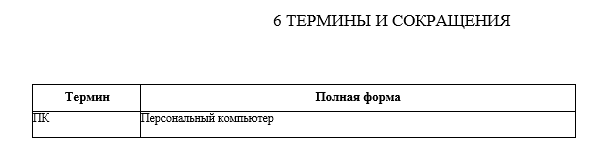 6 ТЕРМИНЫ И СОКРАЩЕНИЯ
Термин Полная форма
ПК Персональный компьютер